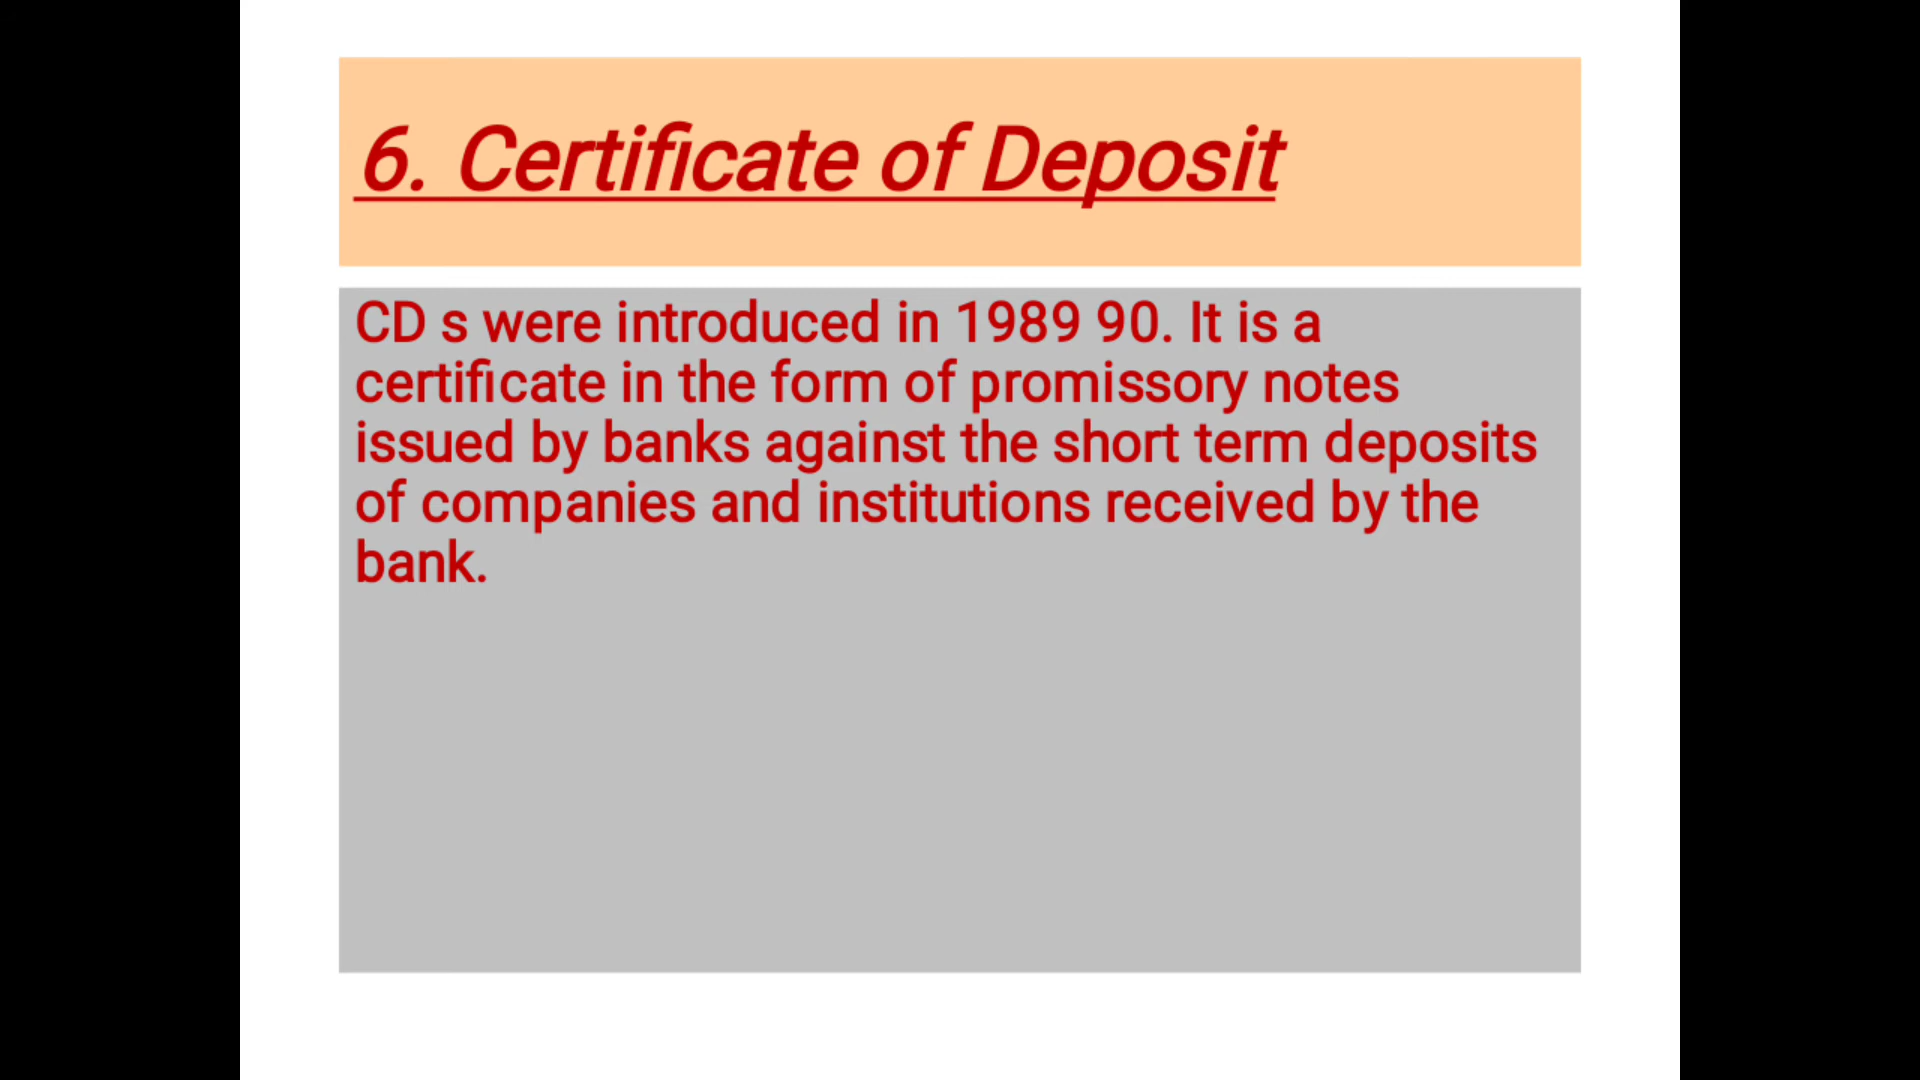 6. Certificate of Deposit
CD s were introduced in 1989 90. It is a
certificate in the form of promissory notes
issued by banks against the short term deposits
of companies and institutions received by the
bank.